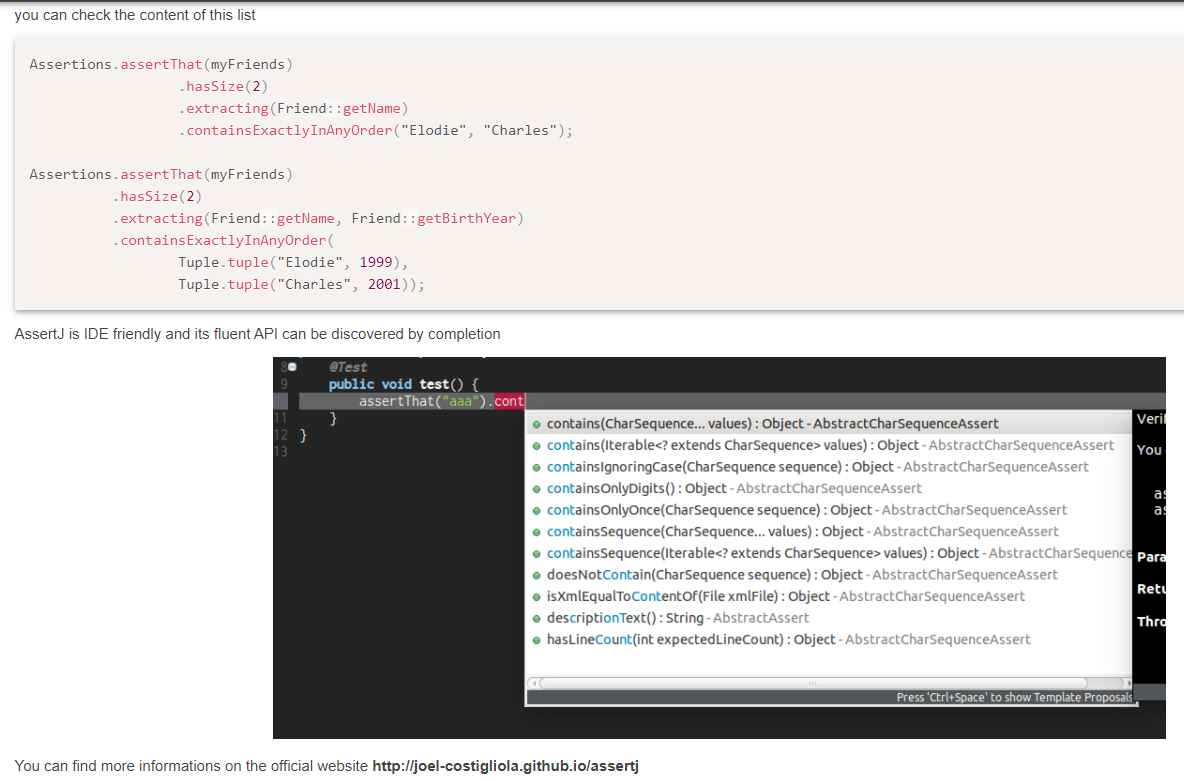 you can check the content of this list
Assertions.assertThat(myFriends)
.hasSize(2)
.extracting(Friend::getName)
.containsExactlyInAnyOrder("Elodie", "Charles");
Assertions.assertThat(myFriends)
.hasSize(2)
.extracting(Friend::getName, Friend::getBirthYear)
.containsExactlyInAnyOrder(
Tuple.tuple("Elodie", 1999),
Tuple.tuple("Charles", 2001));
AssertJ is IDE friendly and its fluent API can be discovered by completion
8 @Test
9 public void test() {
assertThat("aaa").cont
11 }
12 }
13
contains(CharSequence... values) : Object - AbstractCharSequenceAssert
contains(Iterable<? extends CharSequence> values) : Object - AbstractCharSequenceAssert
containsIgnoringCase(CharSequence sequence) : Object - AbstractCharSequenceAssert
containsOnlyDigits() : Object - AbstractCharSequenceAssert
containsOnlyOnce(CharSequence sequence) : Object - AbstractCharSequenceAssert
containsSequence(CharSequence... values) : Object - AbstractCharSequenceAssert
containsSequence(Iterable<? extends CharSequence> values) : Object - AbstractCharSequence
doesNotContain(CharSequence sequence) : Object - AbstractCharSequenceAssert
isXmlEqualToContentOf(File xmlFile) : Object - AbstractCharSequenceAssert
descriptionText() : String - AbstractAssert
hasLineCount(int expectedLineCount) : Object - AbstractCharSequenceAssert
Press 'Ctrl+Space' to show Template Proposals
Verif
You
as
as
Para
Retu
Thro
You can find more informations on the official website http://joel-costigliola.github.io/assertj